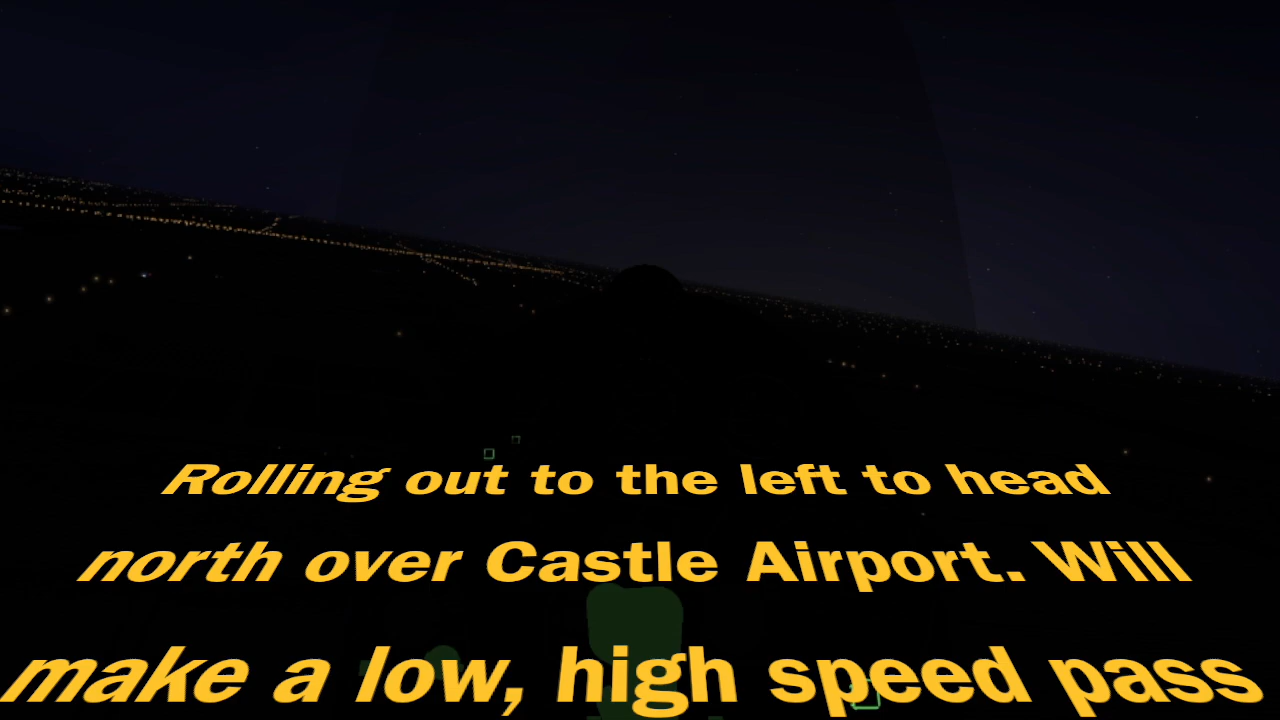 Rolling out to the left to head
north over Castle Airport. Will
make a low, high speed pass